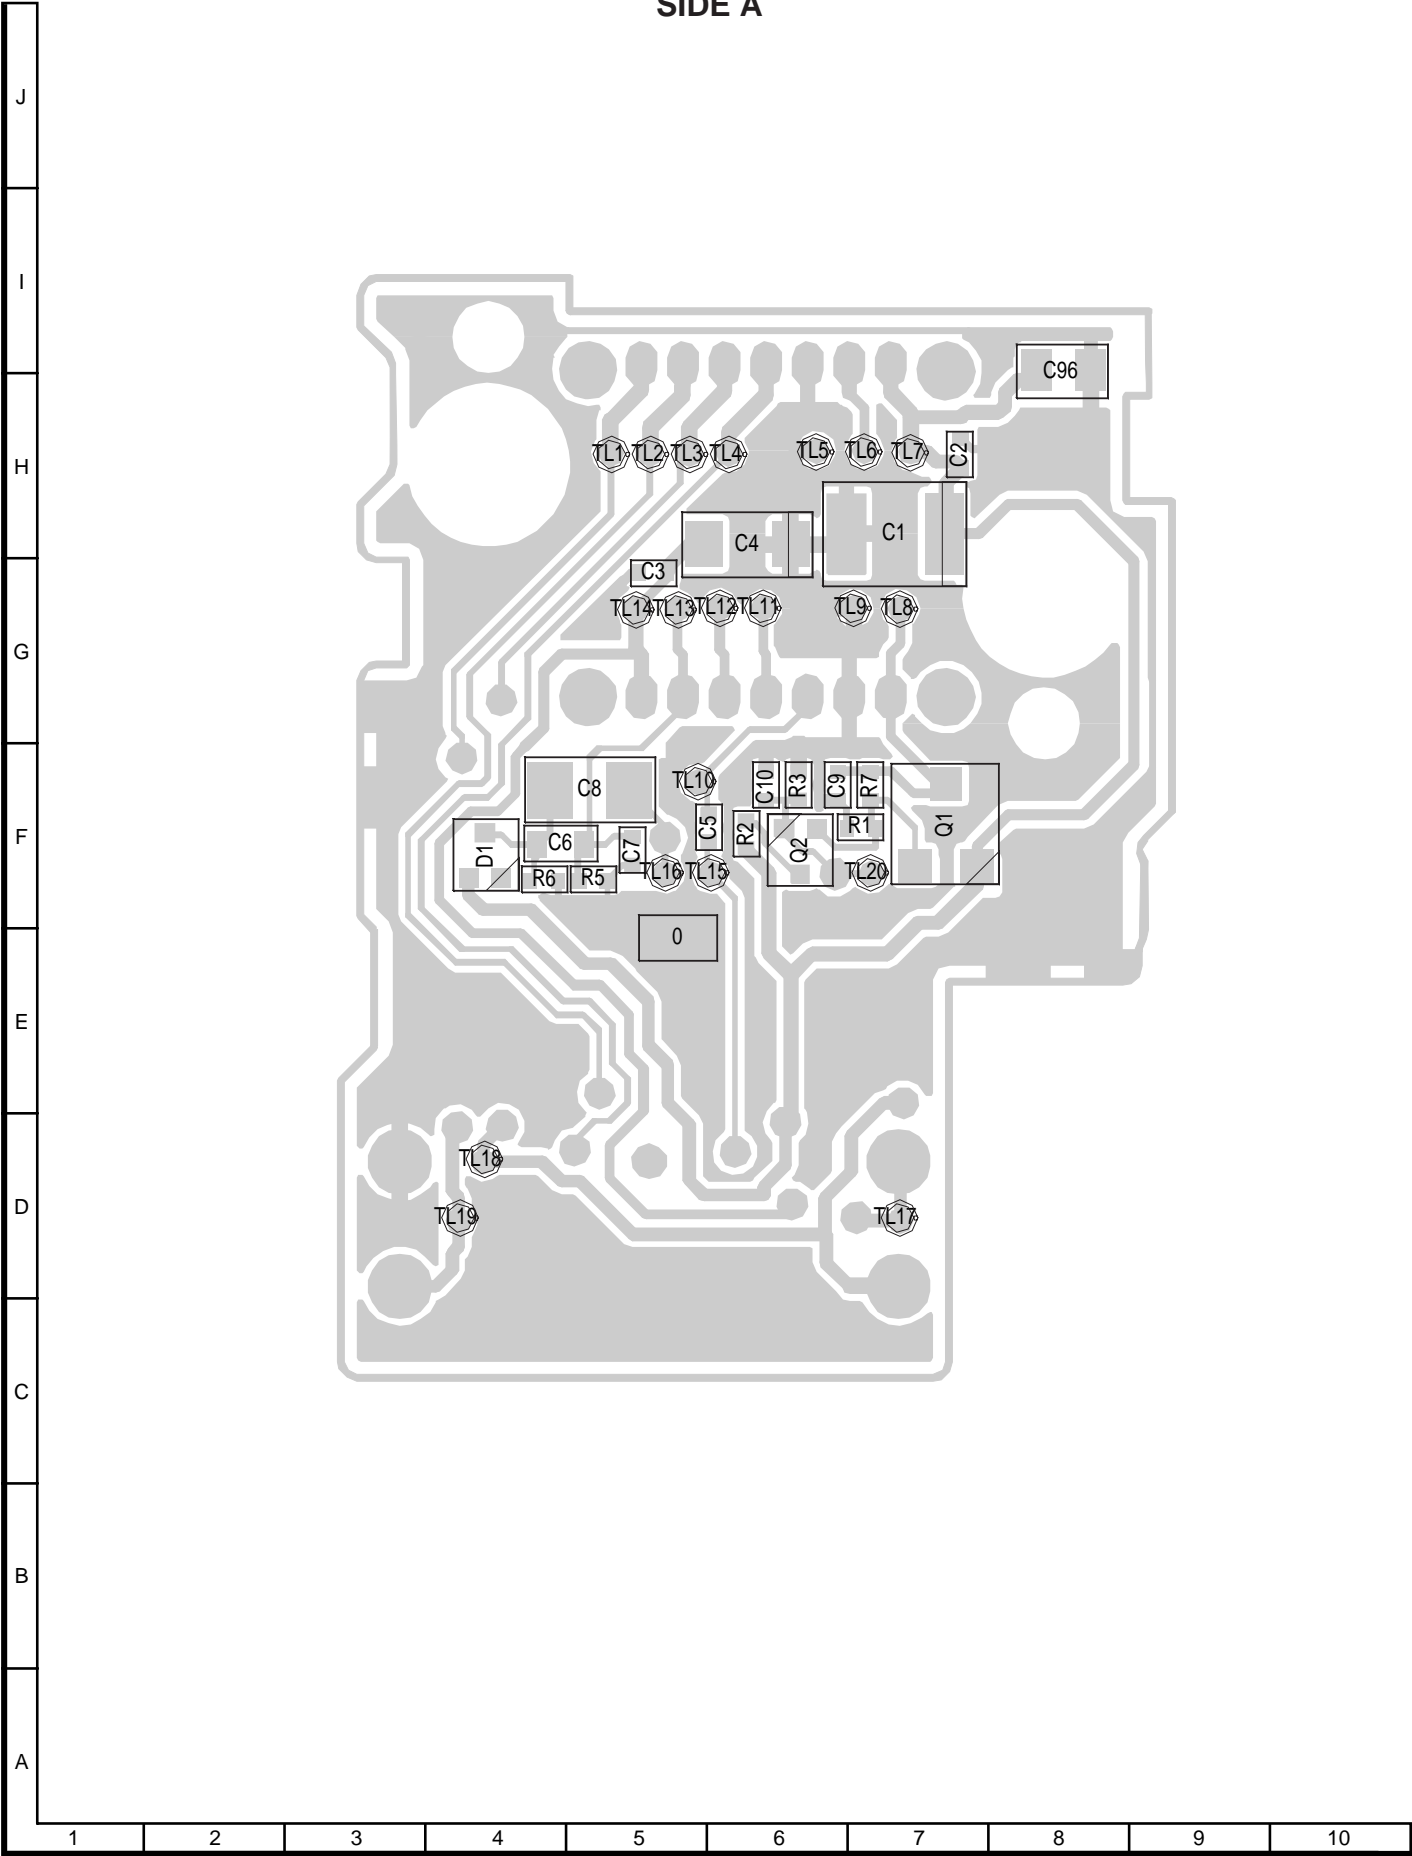 SIDE A
J
I
C96
H
TL1 TL2 TL3 TL4 TL5 TL6 TL7 C2
C1
C4
C3
TL14 TL13 TL12 TL11 TL9 TL8
G
TL10 C10 R3 C9 R7
C8
F
D1 C6 C7 C5 R2 Q2 R1 Q1
R6 R5 TL16 TL15 TL20
0
E
TL18
D
TL19 TL17
C
B
A
1 2 3 4 5 6 7 8 9 10